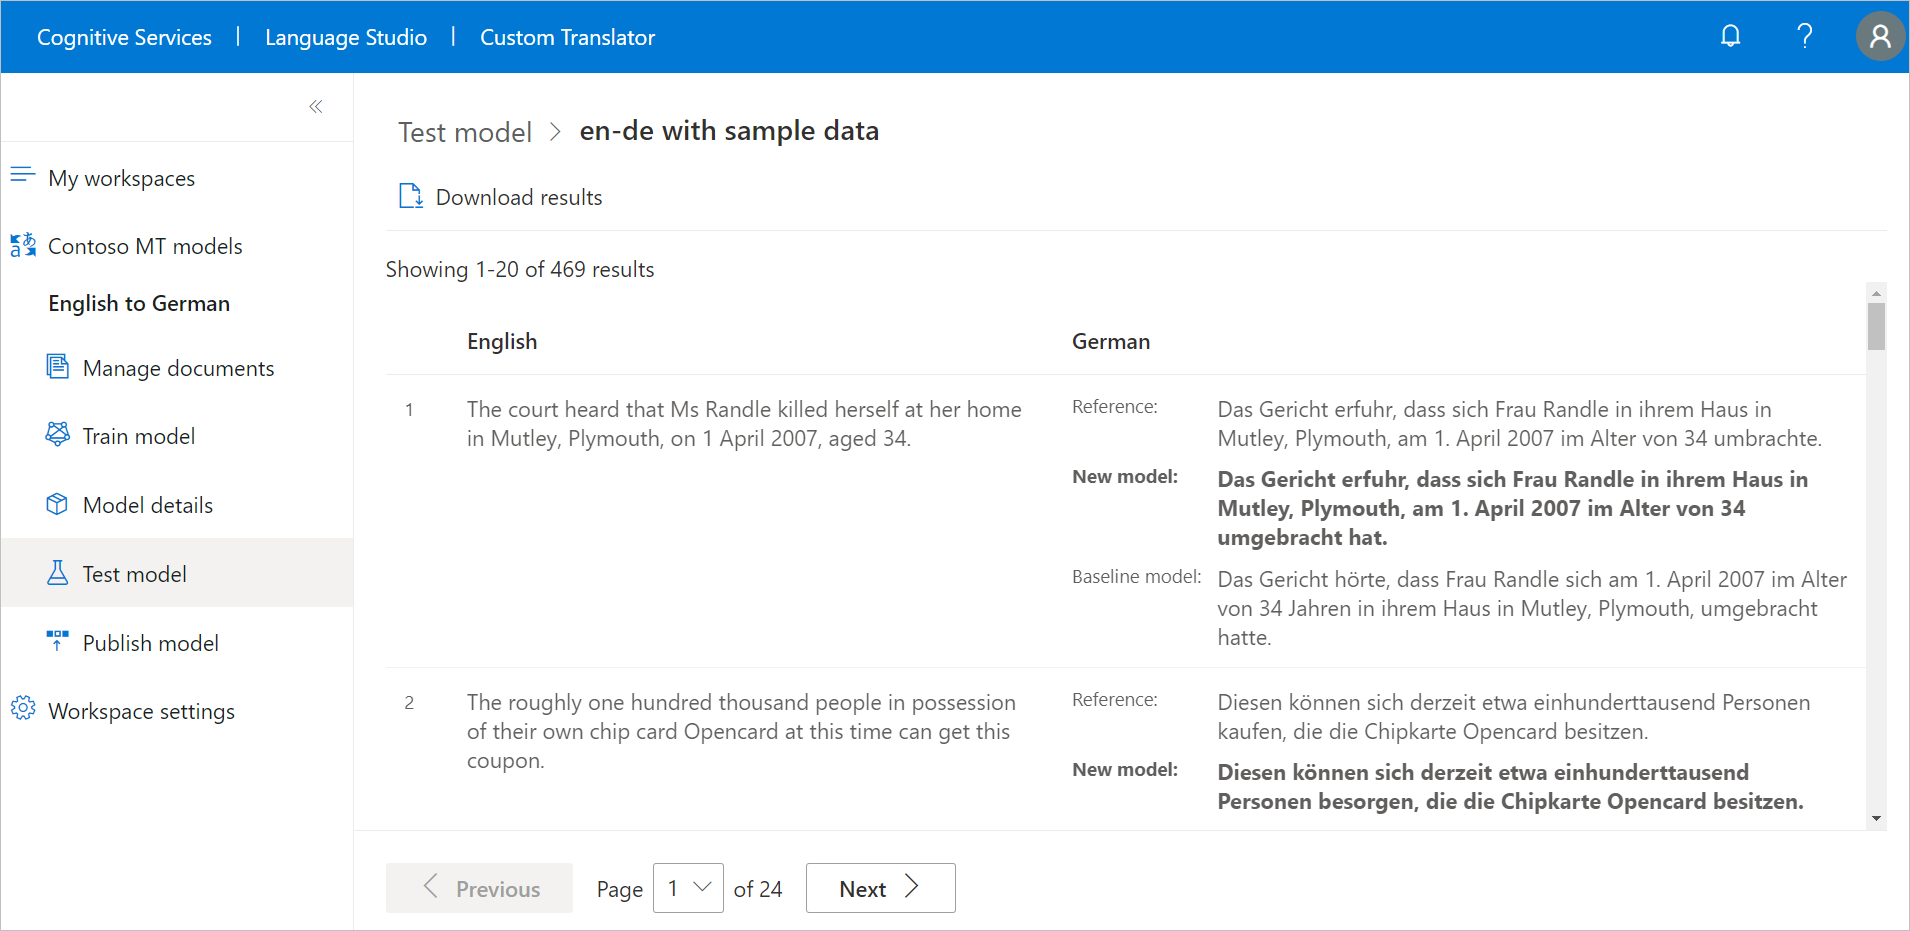 Cognitive Services | Language Studio | Custom Translator
My workspaces
Contoso MT models
English to German
Manage documents
Train model
Model details
Test model
Publish model
Workspace settings
Test model > en-de with sample data
Download results
Showing 1-20 of 469 results
English German
1 The court heard that Ms Randle killed herself at her home
in Mutley, Plymouth, on 1 April 2007, aged 34.
Reference: Das Gericht erfuhr, dass sich Frau Randle in ihrem Haus in
Mutley, Plymouth, am 1. April 2007 im Alter von 34 umbrachte.
New model: Das Gericht erfuhr, dass sich Frau Randle in ihrem Haus in
Mutley, Plymouth, am 1. April 2007 im Alter von 34
umgebracht hat.
Baseline model: Das Gericht hörte, dass Frau Randle sich am 1. April 2007 im Alter
von 34 Jahren in ihrem Haus in Mutley, Plymouth, umgebracht
hatte.
2 The roughly one hundred thousand people in possession
of their own chip card Opencard at this time can get this
coupon.
Reference: Diesen können sich derzeit etwa einhunderttausend Personen
kaufen, die die Chipkarte Opencard besitzen.
New model: Diesen können sich derzeit etwa einhunderttausend
Personen besorgen, die die Chipkarte Opencard besitzen.
Previous Page 1 of 24 Next